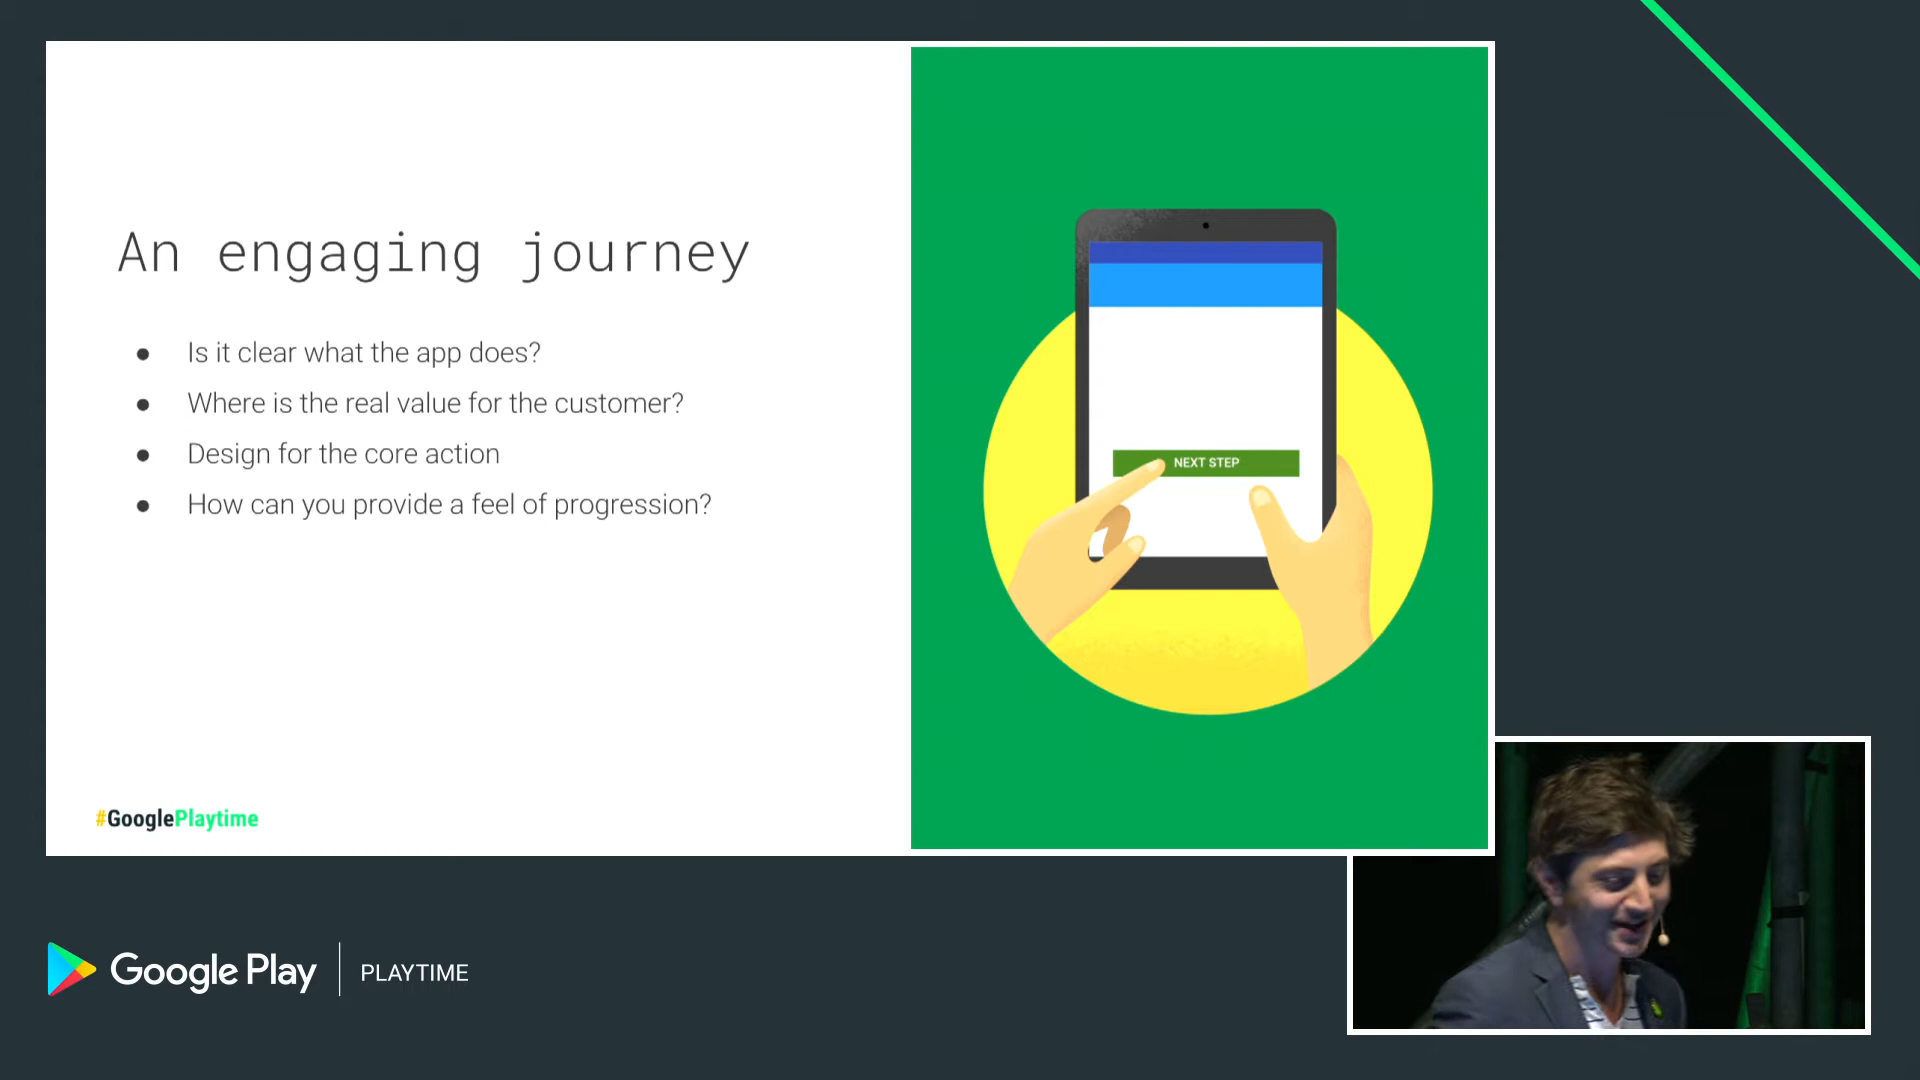 An engaging journey
● Is it clear what the app does?
● Where is the real value for the customer?
● Design for the core action
● How can you provide a feel of progression?
NEXT STEP
#GooglePlaytime
Google Play | PLAYTIME